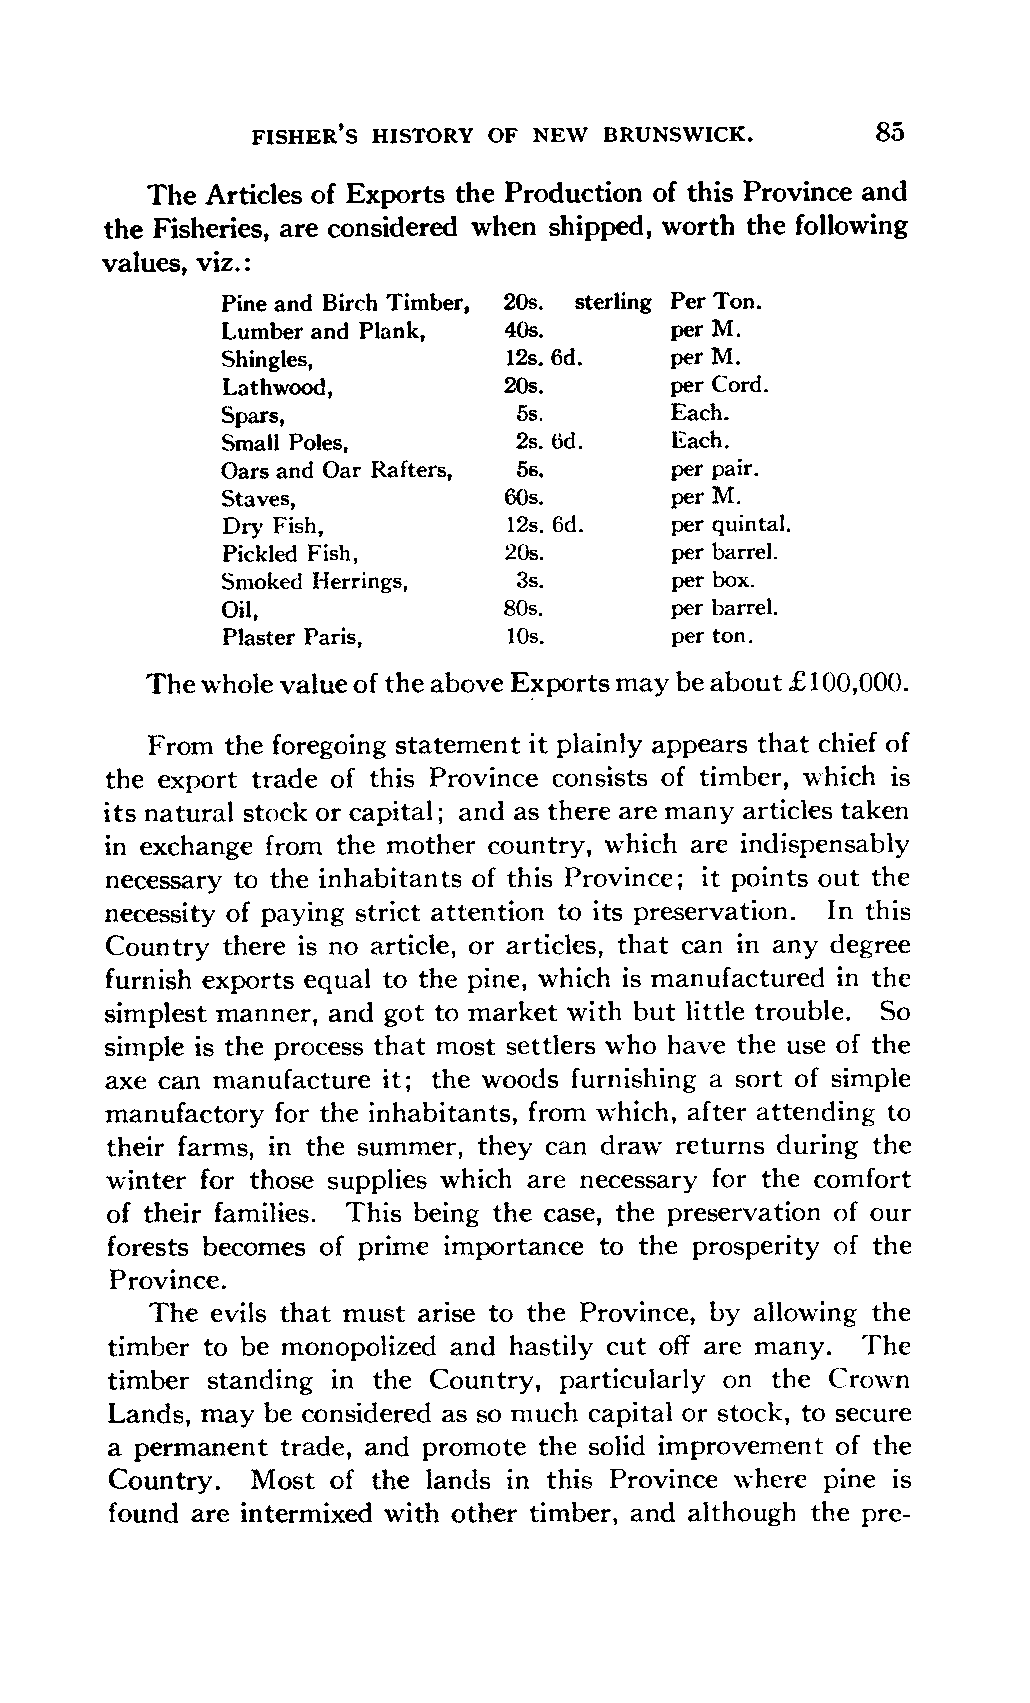 FISHER'S HISTORY OF NEW BRUNSWICK. 85
The Articles of Exports the Production of this Province and
the Fisheries, are considered when shipped, worth the following
values, viz.:
Pine and Birch Timber, 20s. sterling Per Ton.
Lumber and Plank, 40s. per M.
Shingles, 12s. 6d. per M.
Lathwood, 20s. per Cord.
Spars, 5s. Each.
Small Poles, 2s. 6d. Each.
Oars and Oar Rafters, 5s. per pair.
Staves, 60s. per M.
Dry Fish, 12s. 6d. per quintal.
Pickled Fish, 20s. per barrel.
Smoked Herrings, 3s. per box.
Oil, 80s. per barrel.
Plaster Paris, 10s. per ton.
The whole value of the above Exports may be about £100,000.
From the foregoing statement it plainly appears that chief of
the export trade of this Province consists of timber, which is
its natural stock or capital; and as there are many articles taken
in exchange from the mother country, which are indispensably
necessary to the inhabitants of this Province; it points out the
necessity of paying strict attention to its preservation. In this
Country there is no article, or articles, that can in any degree
furnish exports equal to the pine, which is manufactured in the
simplest manner, and got to market with but little trouble. So
simple is the process that most settlers who have the use of the
axe can manufacture it; the woods furnishing a sort of simple
manufactory for the inhabitants, from which, after attending to
their farms, in the summer, they can draw returns during the
winter for those supplies which are necessary for the comfort
of their families. This being the case, the preservation of our
forests becomes of prime importance to the prosperity of the
Province.
The evils that must arise to the Province, by allowing the
timber to be monopolized and hastily cut off are many. The
timber standing in the Country, particularly on the Crown
Lands, may be considered as so much capital or stock, to secure
a permanent trade, and promote the solid improvement of the
Country. Most of the lands in this Province where pine is
found are intermixed with other timber, and although the pre-